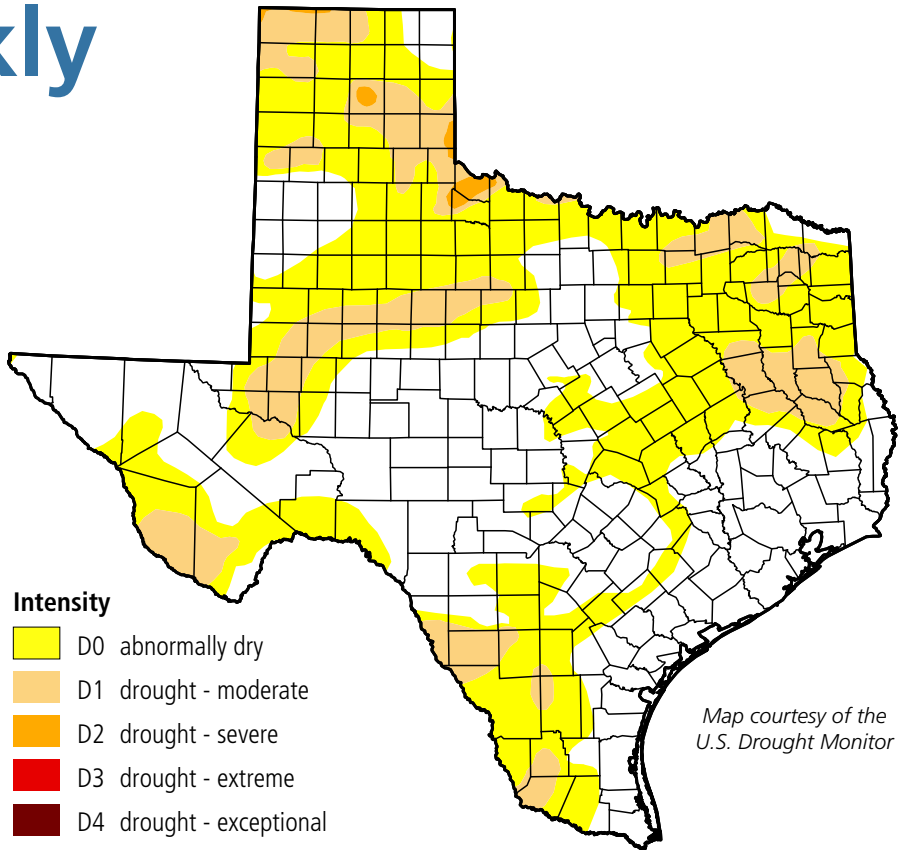 kly
Intensity
D0 abnormally dry
D1 drought - moderate
D2 drought - severe
D3 drought - extreme
D4 drought - exceptional
Map courtesy of the
U.S. Drought Monitor